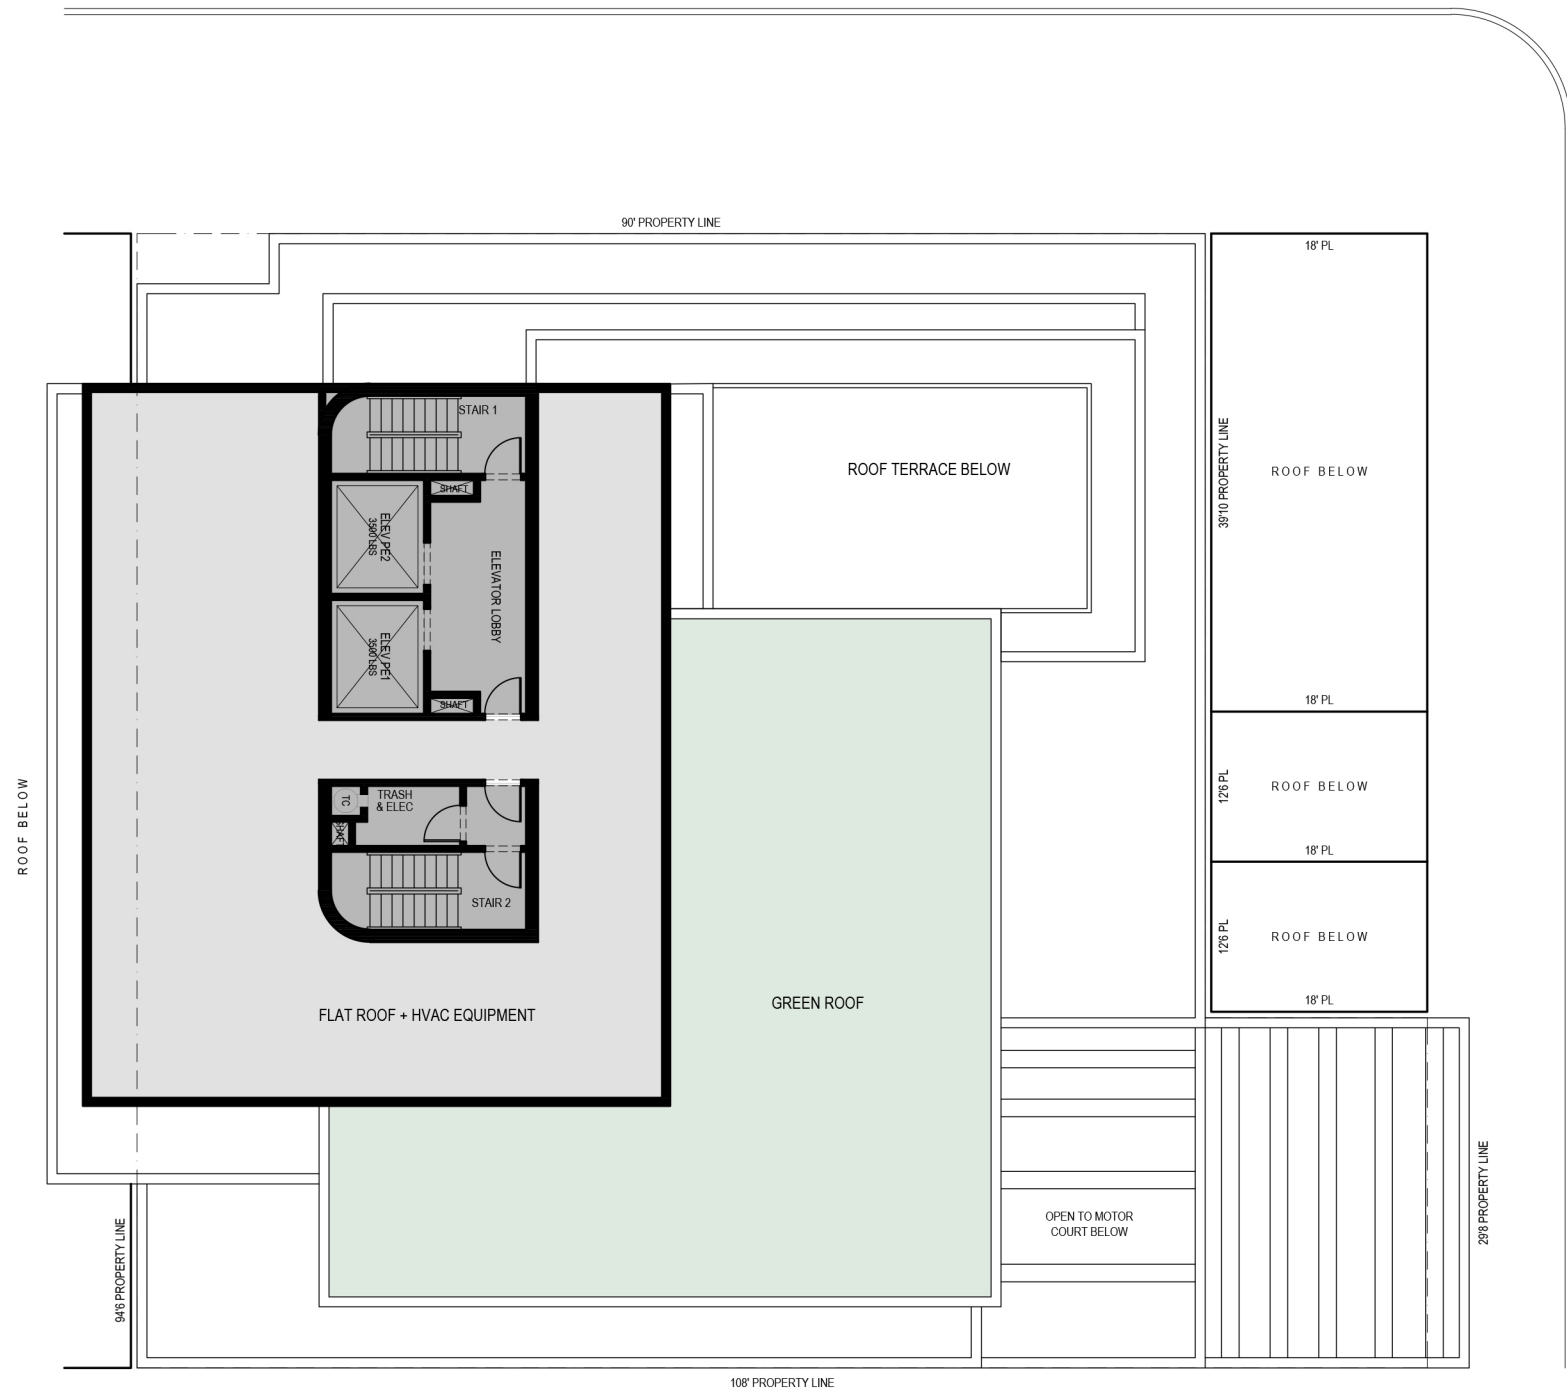 90' PROPERTY LINE
18' PL
STAIR 1
ROOF TERRACE BELOW
39'10 PROPERTY LINE
ROOF BELOW
SHAFT
ELEV PE2
3500 LBS
ELEVATOR LOBBY
ELEV PE1
3500 LBS
SHAFT
18' PL
ROOF BELOW
TC
TRASH
& ELEC
12'6 PL
ROOF BELOW
18' PL
STAIR 2
12'6 PL
ROOF BELOW
GREEN ROOF
18' PL
FLAT ROOF + HVAC EQUIPMENT
OPEN TO MOTOR
COURT BELOW
29'8 PROPERTY LINE
94'6 PROPERTY LINE
108' PROPERTY LINE